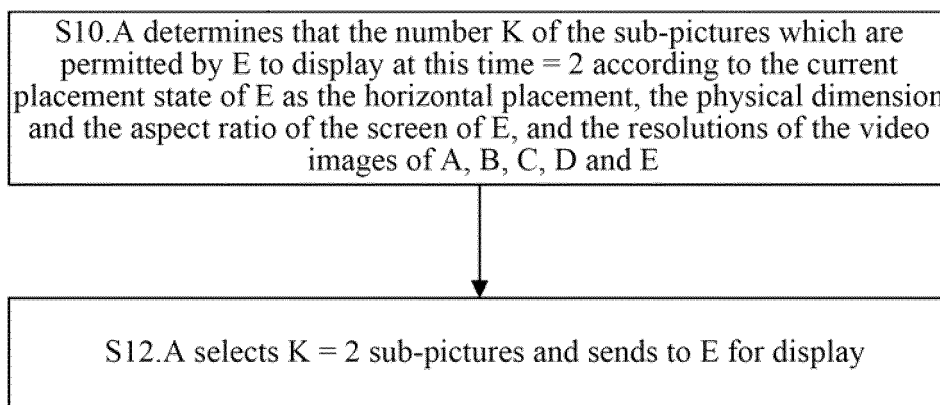 S10.A determines that the number K of the sub-pictures which are
permitted by E to display at this time = 2 according to the current
placement state of E as the horizontal placement, the physical dimension
and the aspect ratio of the screen of E, and the resolutions of the video
images of A, B, C, D and E
S12.A selects K = 2 sub-pictures and sends to E for display